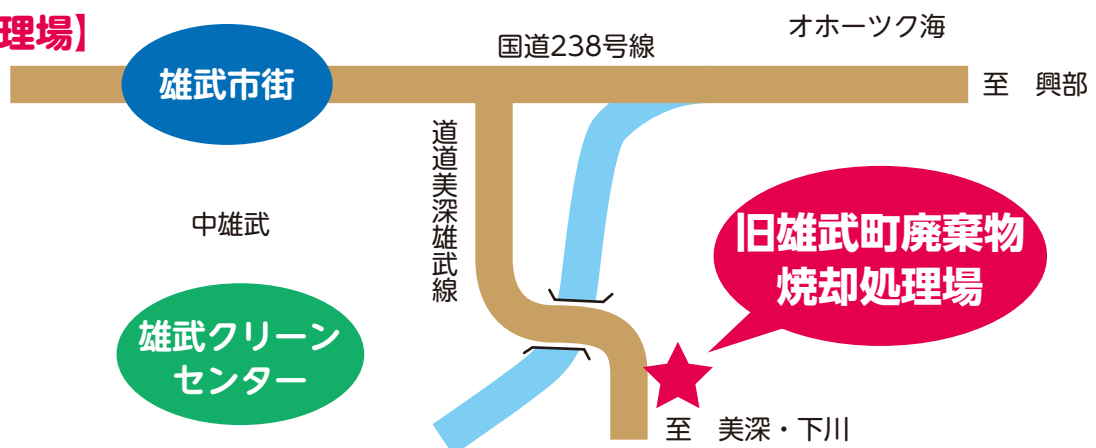 理場】
オホーツク海
国道238号線
雄武市街
至　興部
道道美深雄武線
中雄武
旧雄武町廃棄物
焼却処理場
雄武クリーン
センター
至　美深・下川